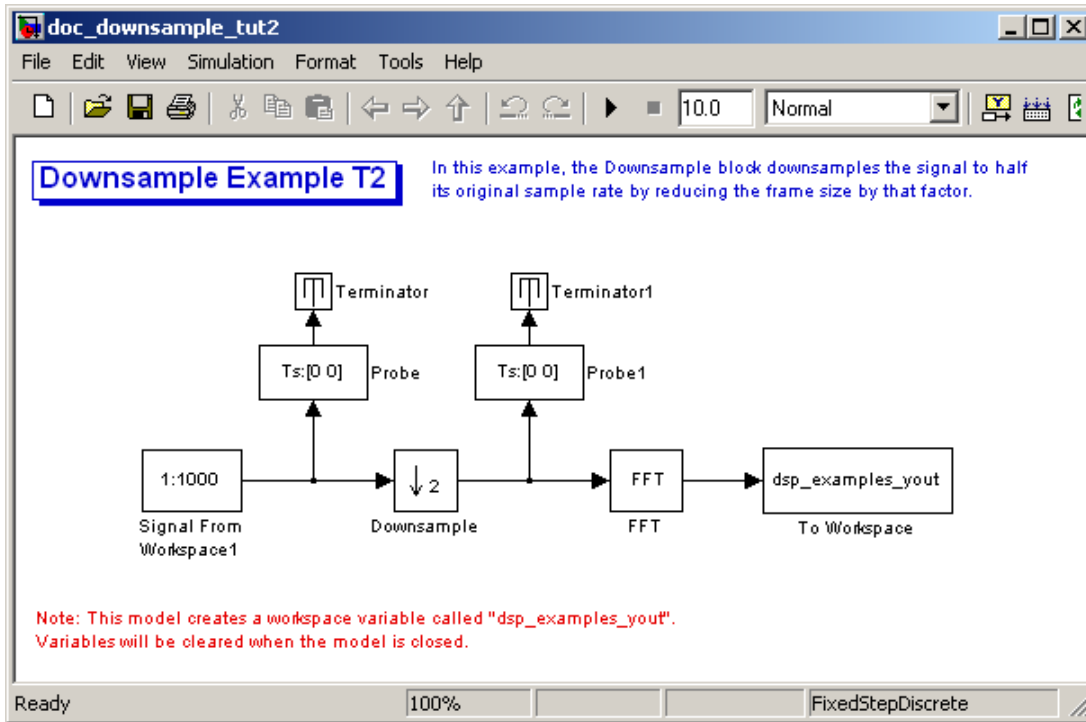 doc_downsample_tut2
File Edit View Simulation Format Tools Help
10.0 Normal
Downsample Example T2
In this example, the Downsample block downsamples the signal to half
its original sample rate by reducing the frame size by that factor.
Terminator
Terminator1
Ts:[0 0] Probe
Ts:[0 0] Probe1
1:1000
2
FFT
dsp_examples_yout
Signal From
Workspace1
Downsample
FFT
To Workspace
Note: This model creates a workspace variable called "dsp_examples_yout".
Variables will be cleared when the model is closed.
Ready 100% FixedStepDiscrete